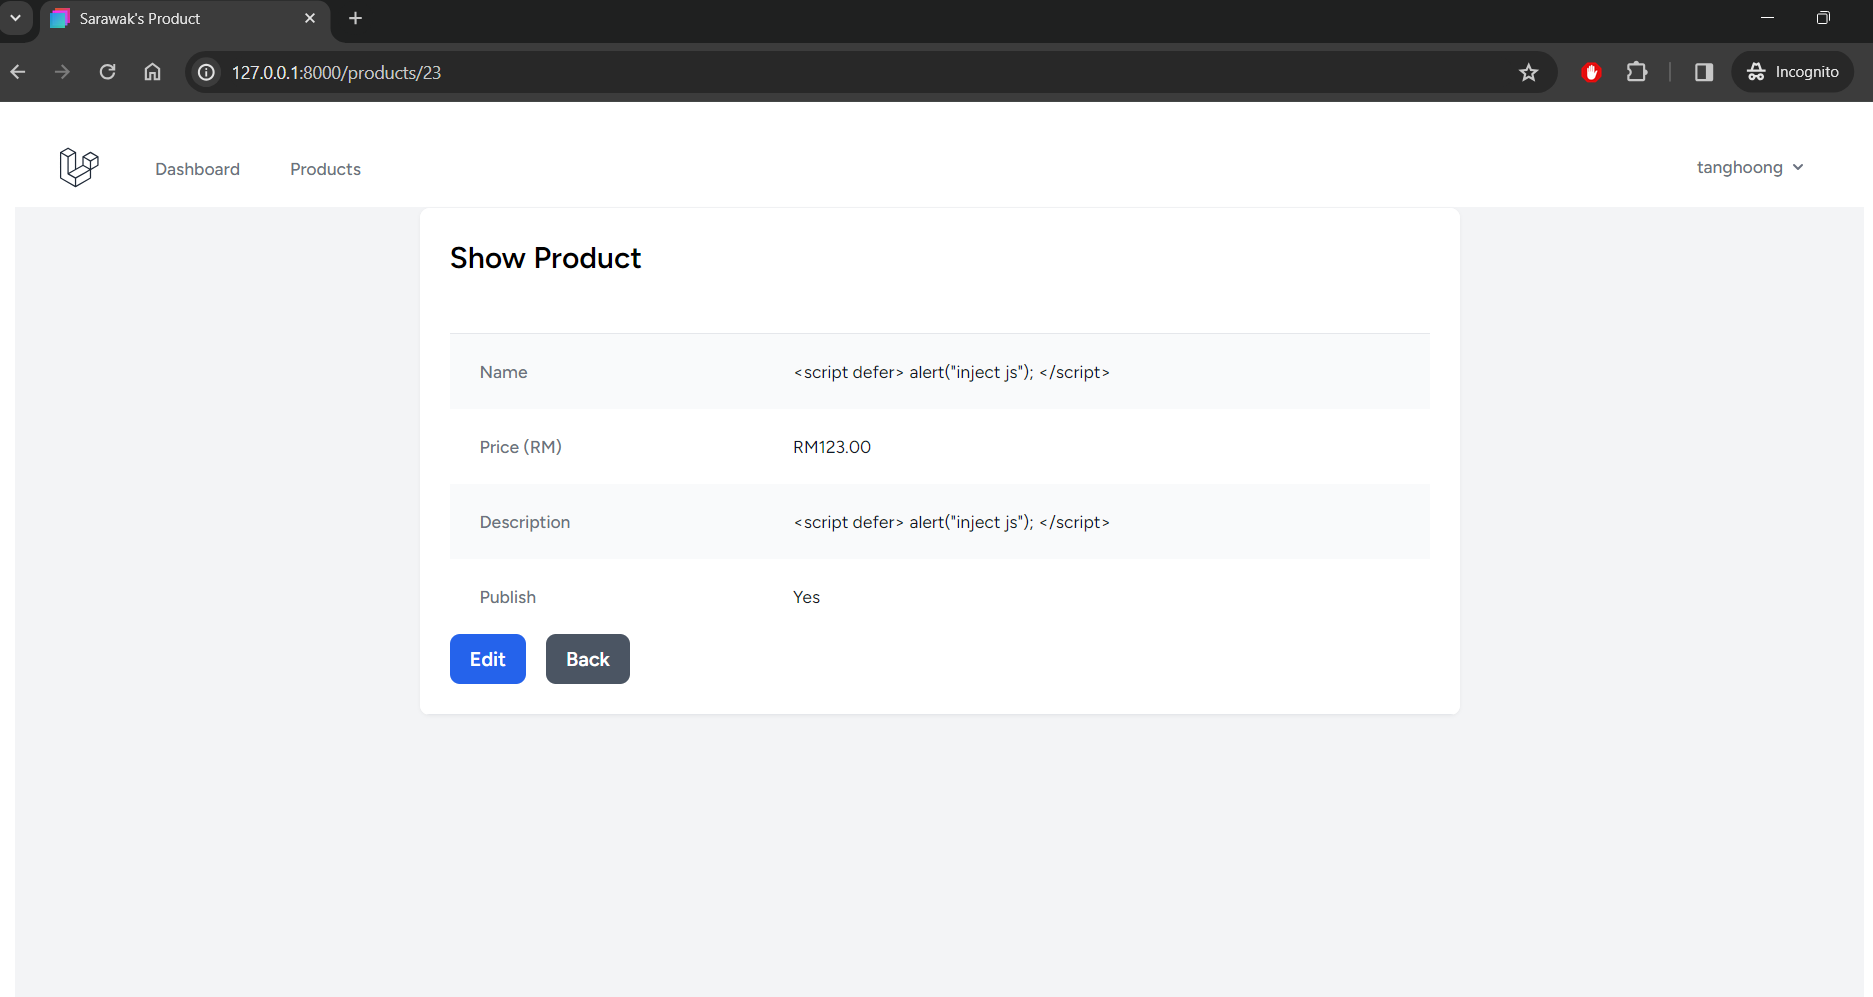 Sarawak's Product
127.0.0.1:8000/products/23
Incognito
Dashboard
Products
tanghoong
Show Product
Name
<script defer> alert("inject js"); </script>
Price (RM)
RM123.00
Description
<script defer> alert("inject js"); </script>
Publish
Yes
Edit
Back